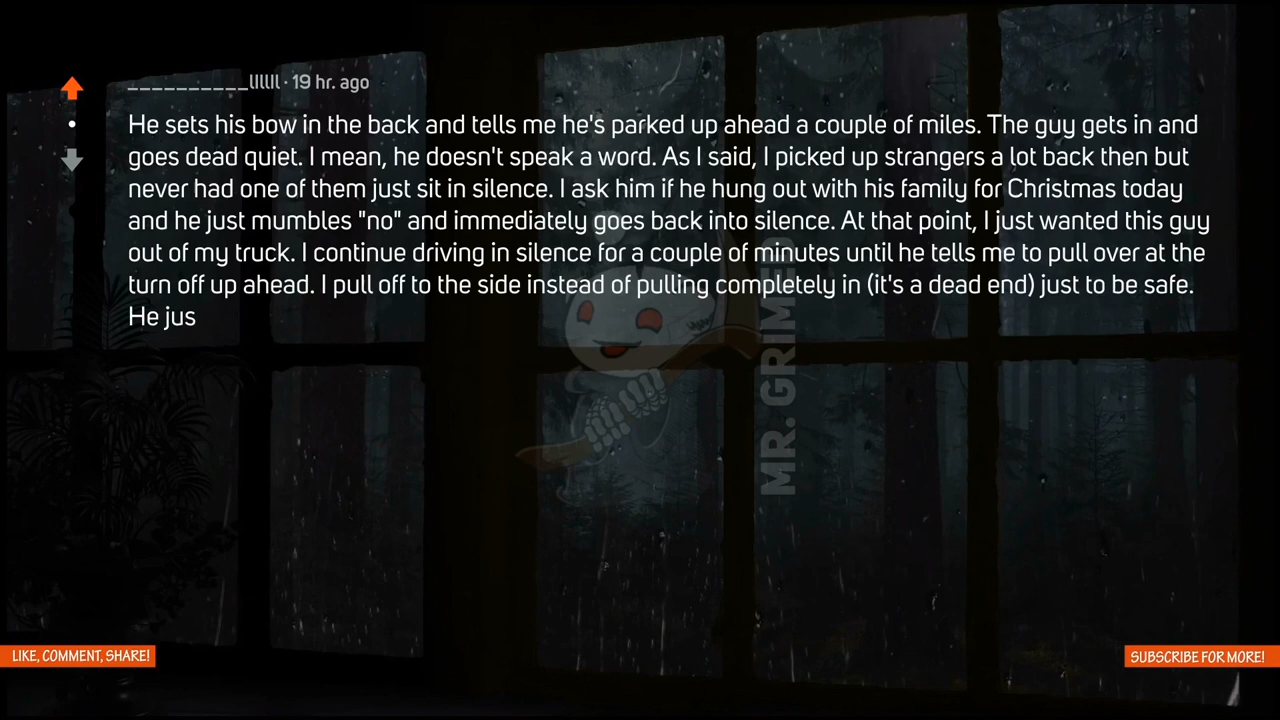 __________llllll · 19 hr. ago
He sets his bow in the back and tells me he's parked up ahead a couple of miles. The guy gets in and
goes dead quiet. I mean, he doesn't speak a word. As I said, I picked up strangers a lot back then but
never had one of them just sit in silence. I ask him if he hung out with his family for Christmas today
and he just mumbles "no" and immediately goes back into silence. At that point, I just wanted this guy
out of my truck. I continue driving in silence for a couple of minutes until he tells me to pull over at the
turn off up ahead. I pull off to the side instead of pulling completely in (it's a dead end) just to be safe.
He jus
MR. GRIMED
LIKE, COMMENT, SHARE!
SUBSCRIBE FOR MORE!